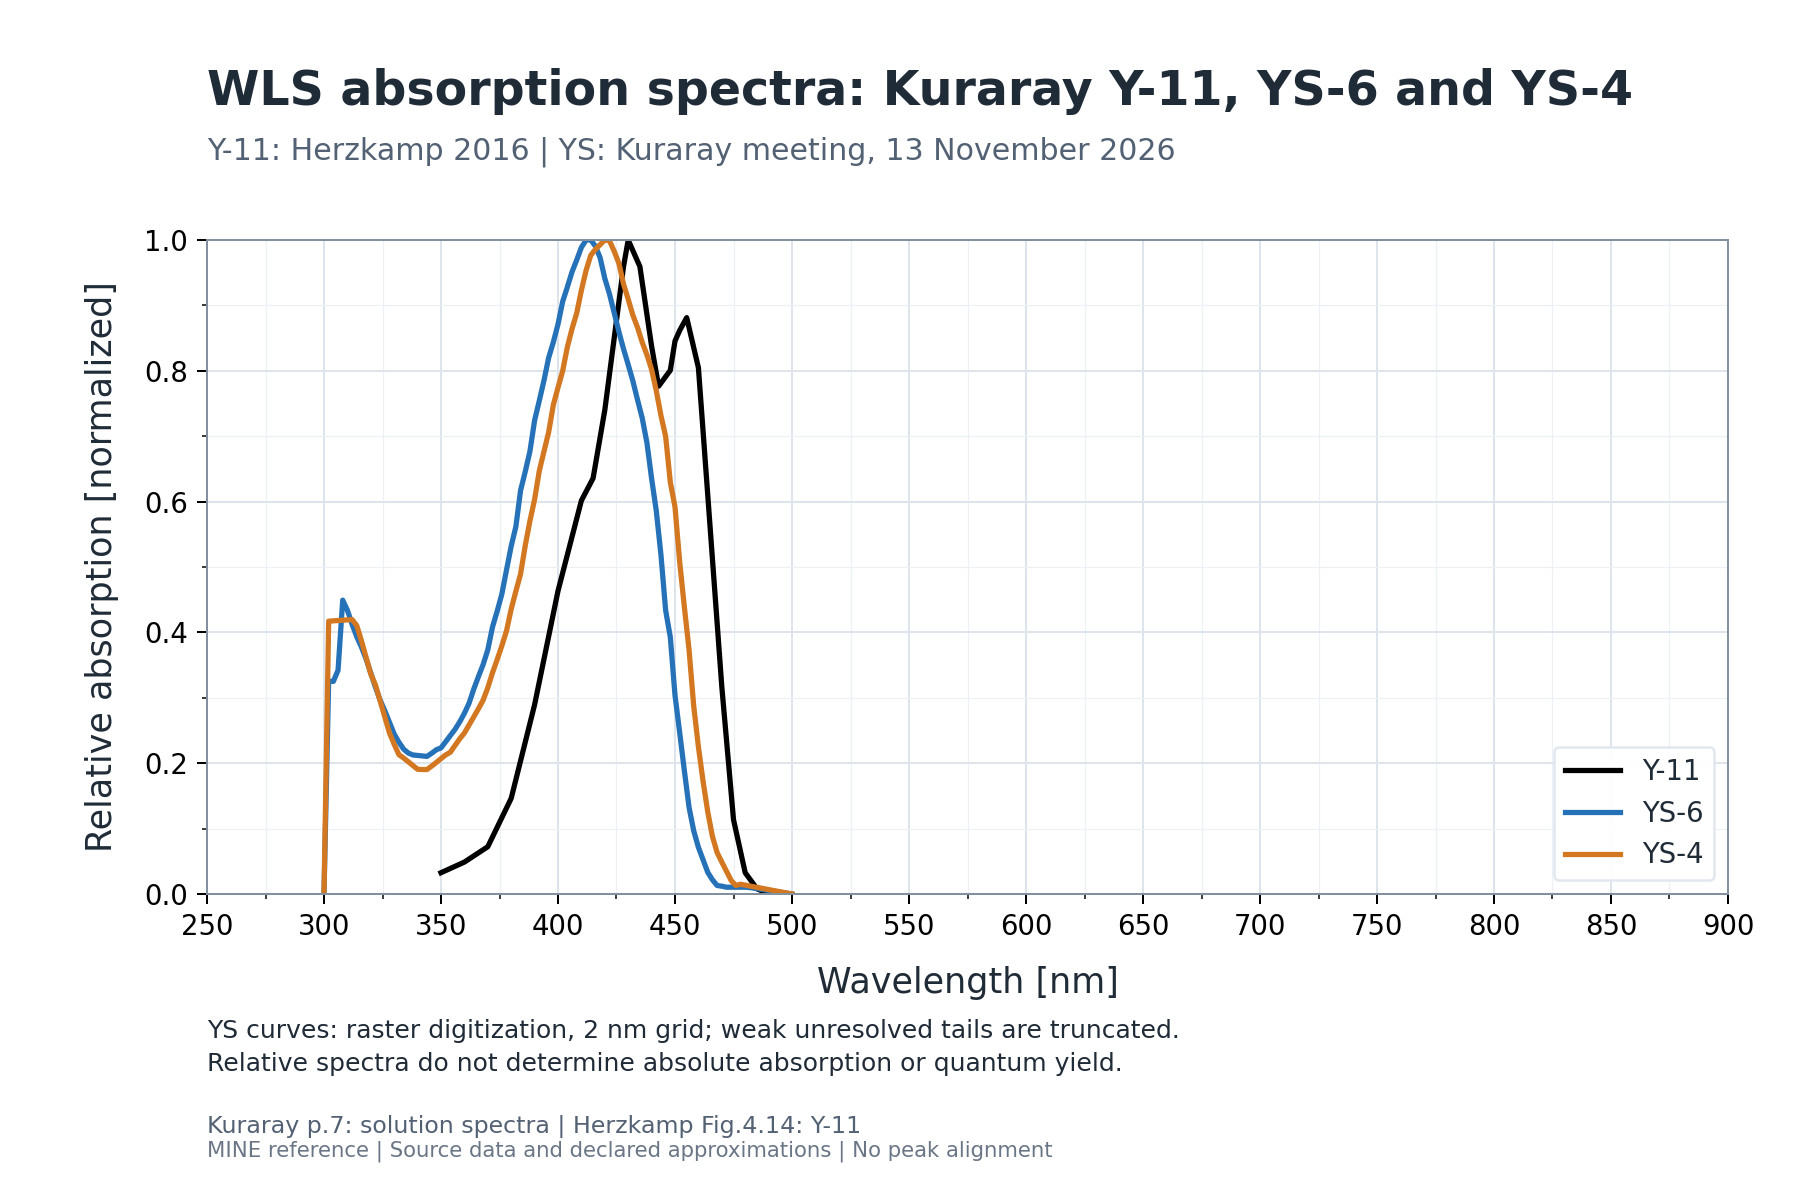 WLS absorption spectra: Kuraray Y-11, YS-6 and YS-4
Y-11: Herzkamp 2016 | YS: Kuraray meeting, 13 November 2026
Relative absorption [normalized]
1.0
0.8
0.6
0.4
0.2
0.0
Y-11
YS-6
YS-4
250 300 350 400 450 500 550 600 650 700 750 800 850 900
Wavelength [nm]
YS curves: raster digitization, 2 nm grid; weak unresolved tails are truncated.
Relative spectra do not determine absolute absorption or quantum yield.
Kuraray p.7: solution spectra | Herzkamp Fig.4.14: Y-11
MINE reference | Source data and declared approximations | No peak alignment